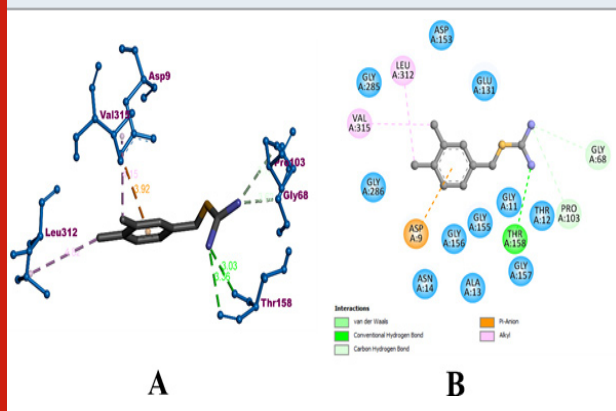 Asp9
Val315
3.92
Pro103
Gly68
Leu312
3.03
3.36
Thr158
A
ASP
A:153
LEU
A:312
GLY
A:285
GLU
A:131
VAL
A:315
GLY
A:68
GLY
A:286
GLY
A:11
PRO
A:103
THR
A:12
GLY
A:155
ASP
A:9
GLY
A:156
THR
A:158
GLY
A:157
ASN
A:14
ALA
A:13
Interactions
van der Waals
Conventional Hydrogen Bond
Carbon Hydrogen Bond
Pi-Anion
Alkyl
B